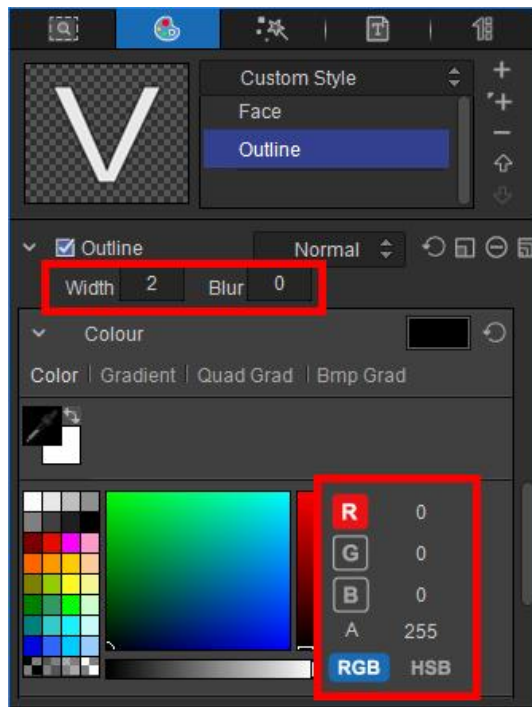 V
Custom Style
Face
Outline
Outline Normal
Width 2 Blur 0
Colour
Color | Gradient | Quad Grad | Bmp Grad
R 0
G 0
B 0
A 255
RGB HSB